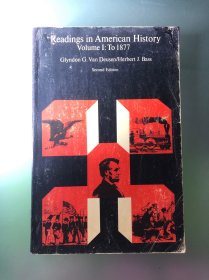 Readings in American History
Volume I: To 1877
Glyndon G. Van Deusen/Herbert J. Bass
Second Edition